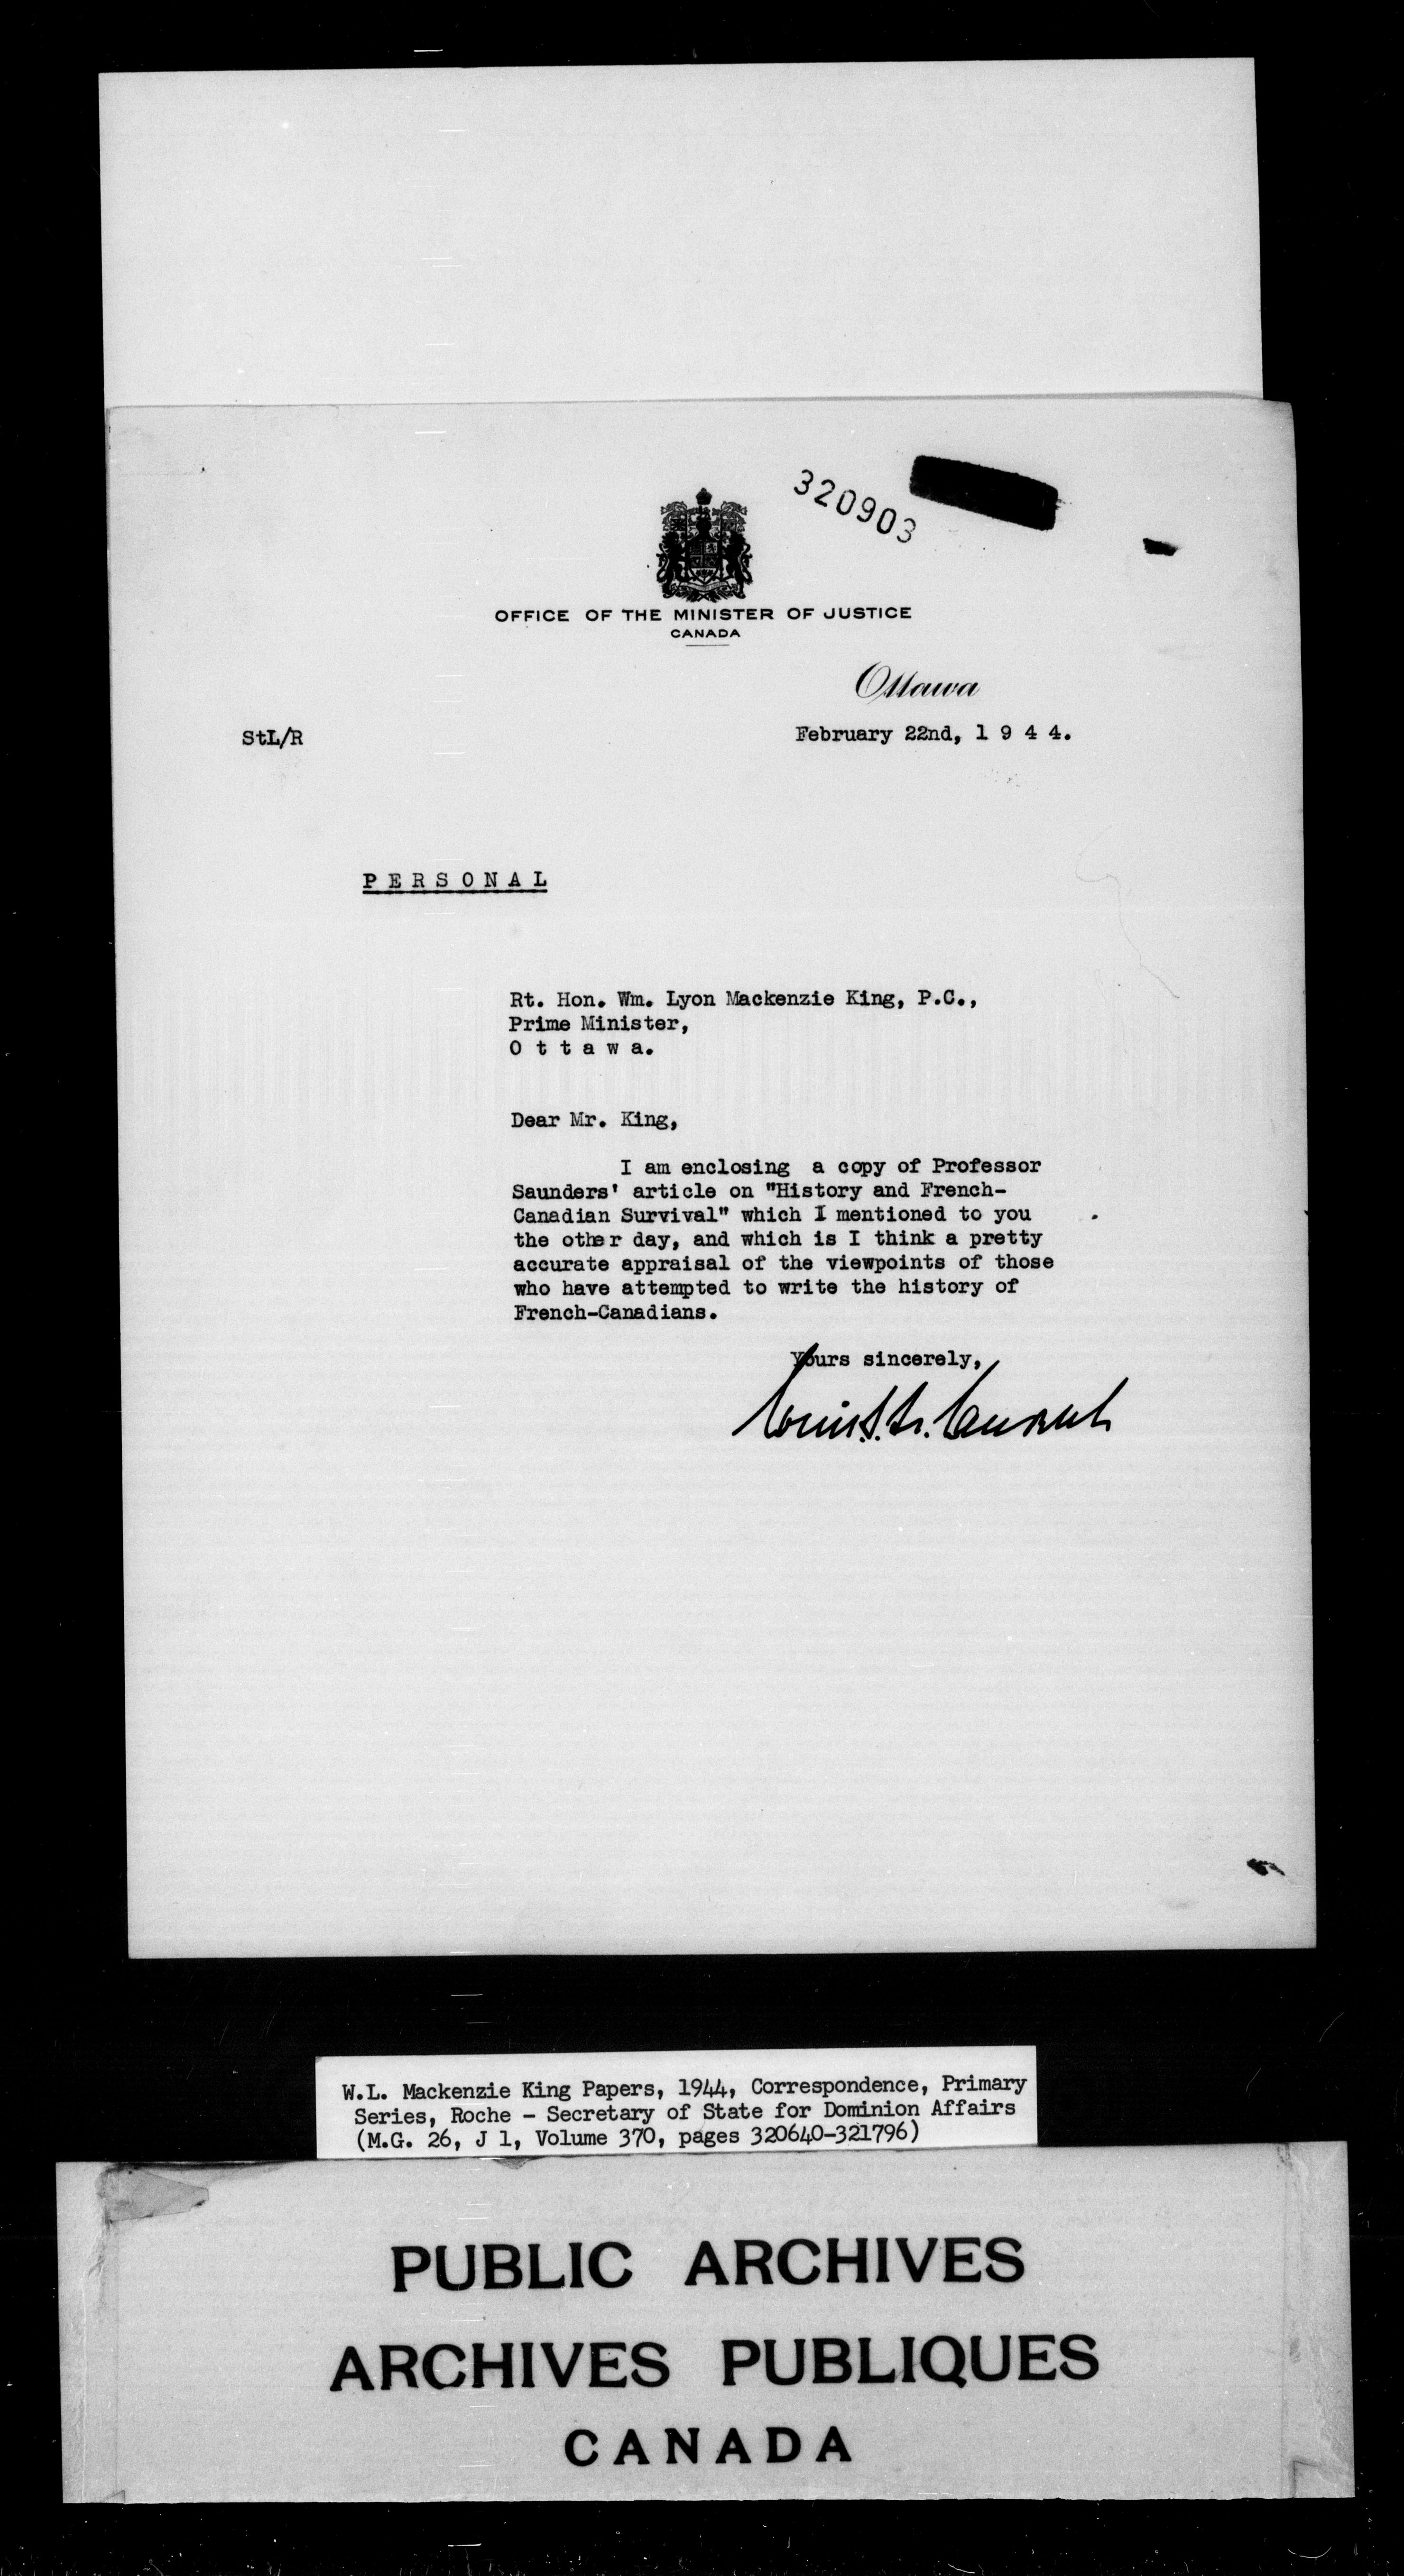 320903
OFFICE OF THE MINISTER OF JUSTICE
CANADA
Ottawa
StL/R
February 22nd, 1 9 4 4.
P E R S O N A L
Rt. Hon. Wm. Lyon Mackenzie King, P.C.,
Prime Minister,
O t t a w a.
Dear Mr. King,
I am enclosing a copy of Professor
Saunders' article on "History and French-
Canadian Survival" which I mentioned to you
the other day, and which is I think a pretty
accurate appraisal of the viewpoints of those
who have attempted to write the history of
French-Canadians.
Yours sincerely,
Louis S. St. Laurent
W.L. Mackenzie King Papers, 1944, Correspondence, Primary
Series, Roche - Secretary of State for Dominion Affairs
(M.G. 26, J 1, Volume 370, pages 320640-321796)
PUBLIC ARCHIVES
ARCHIVES PUBLIQUES
CANADA